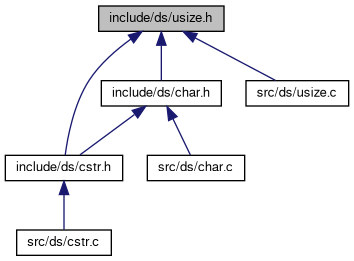 include/ds/usize.h
include/ds/char.h
src/ds/usize.c
include/ds/cstr.h
src/ds/char.c
src/ds/cstr.c